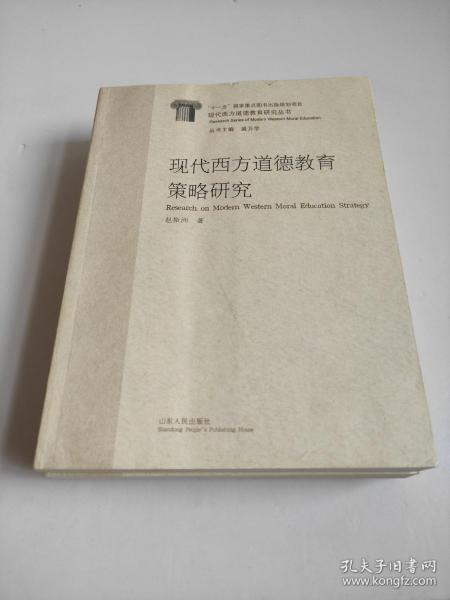 "十一五"国家重点图书出版规划项目
现代西方道德教育研究丛书
Research Series of Modern Western Moral Education
丛书主编 戚万学
现代西方道德教育
策略研究
Research on Modern Western Moral Education Strategy
赵振洲 著
山东人民出版社
Shandong People's Publishing House
孔夫子旧书网
www.kongfz.com